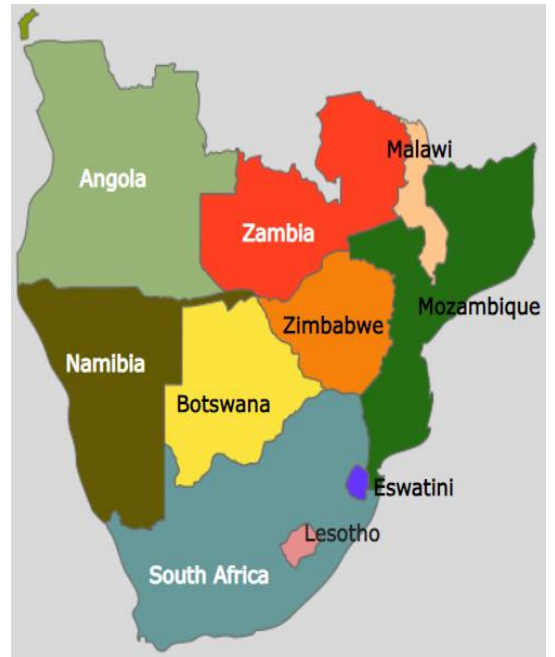 Malawi
Angola
Zambia
Mozambique
Zimbabwe
Namibia
Botswana
Eswatini
Lesotho
South Africa